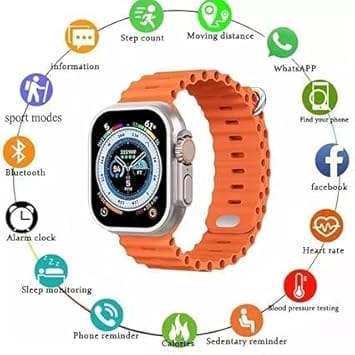 Step count
Moving distance
WhatsAPP
information
Find your phone
sport modes
facebook
Bluetooth
Heart rate
Alarm clock
Blood pressure testing
Sleep monitoring
Sedentary reminder
Phone reminder
Calories